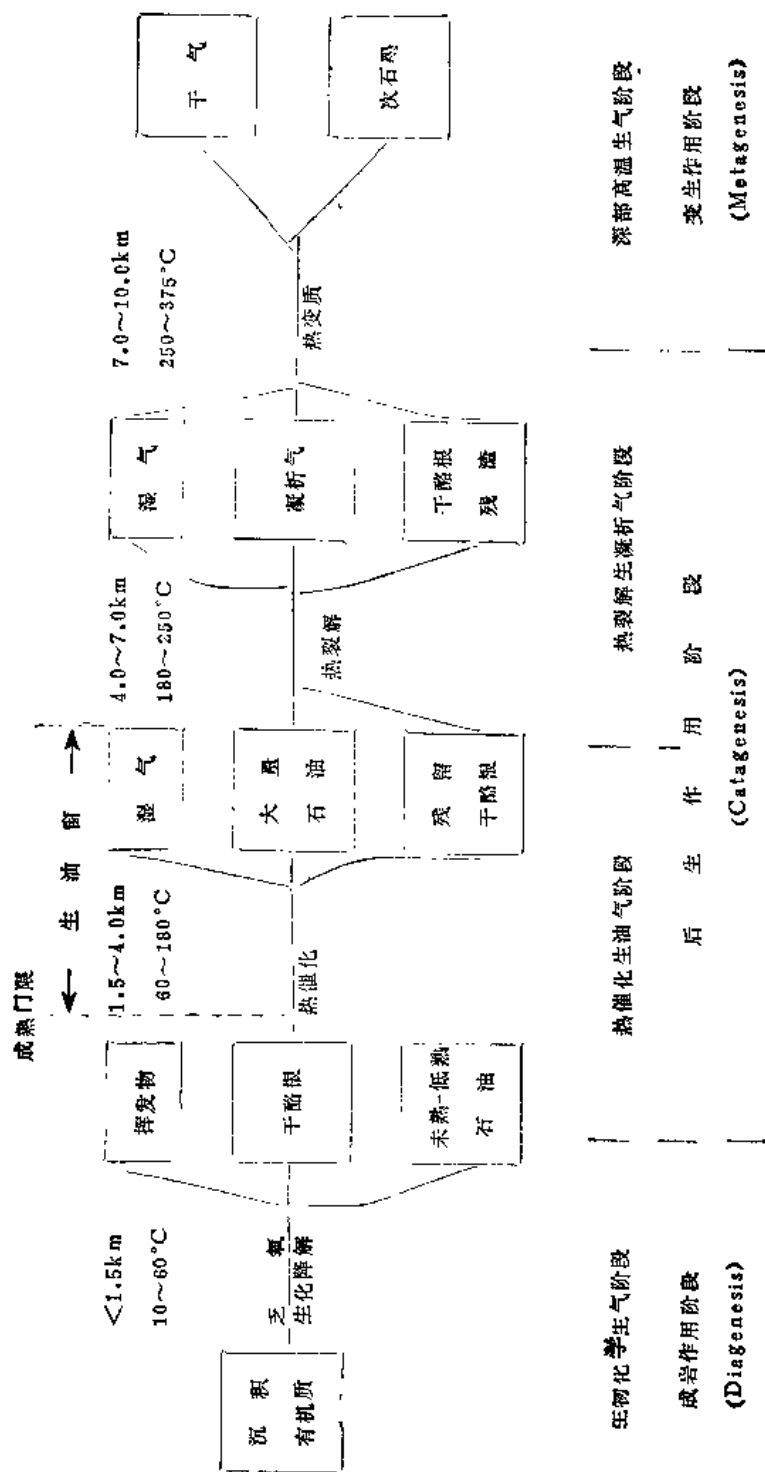 成熟门限
← 生油窗 →
<1.5km
10~60°C
1.5~4.0km
60~180°C
4.0~7.0km
180~250°C
7.0~10.0km
250~375°C
沉积
有机质
乏氧
生化降解
挥发物
干酪根
未熟-低熟
石油
热催化
湿气
大量
石油
残留
干酪根
热裂解
湿气
凝析气
干酪根
残渣
热变质
干气
次石墨
生物化学生气阶段
热催化生油气阶段
热裂解生凝析气阶段
深部高温生气阶段
成岩作用阶段
后生作用阶段
变生作用阶段
(Diagenesis)
(Catagenesis)
(Metagenesis)